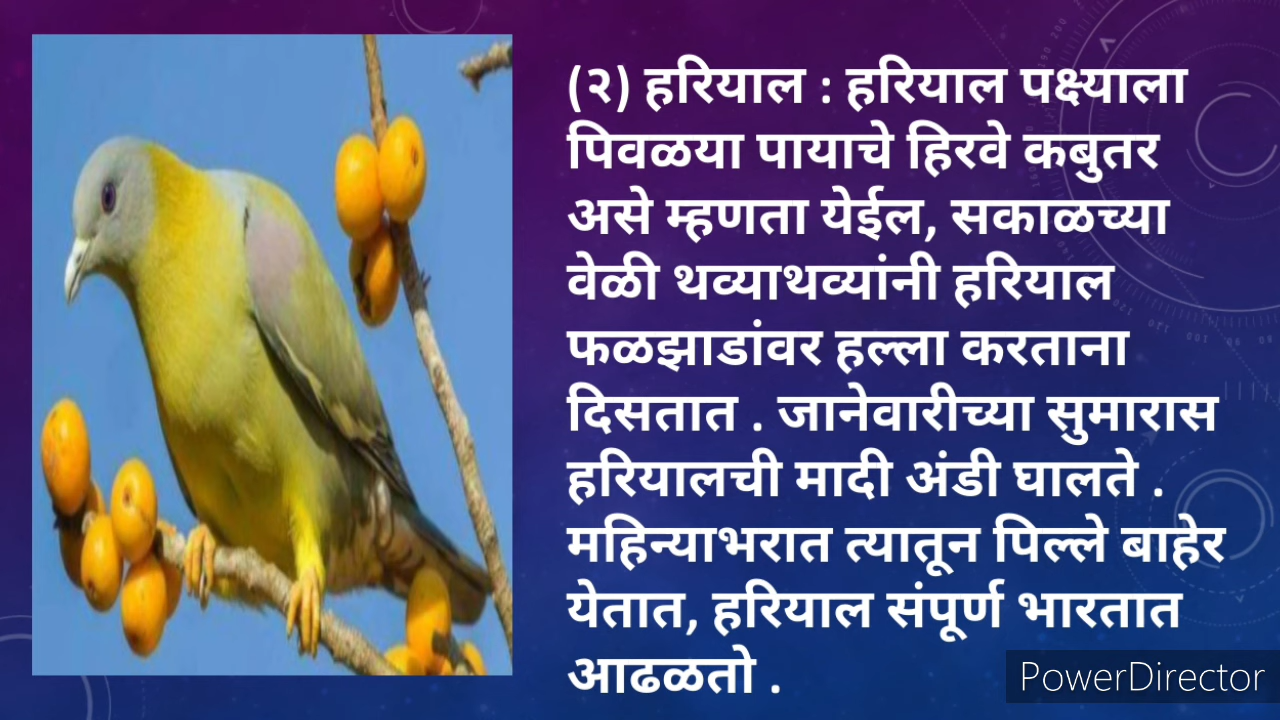 (२) हरियाल : हरियाल पक्ष्याला
पिवळया पायाचे हिरवे कबुतर
असे म्हणता येईल, सकाळच्या
वेळी थव्याथव्यांनी हरियाल
फळझाडांवर हल्ला करताना
दिसतात . जानेवारीच्या सुमारास
हरियालची मादी अंडी घालते .
महिन्याभरात त्यातून पिल्ले बाहेर
येतात, हरियाल संपूर्ण भारतात
आढळतो .
PowerDirector